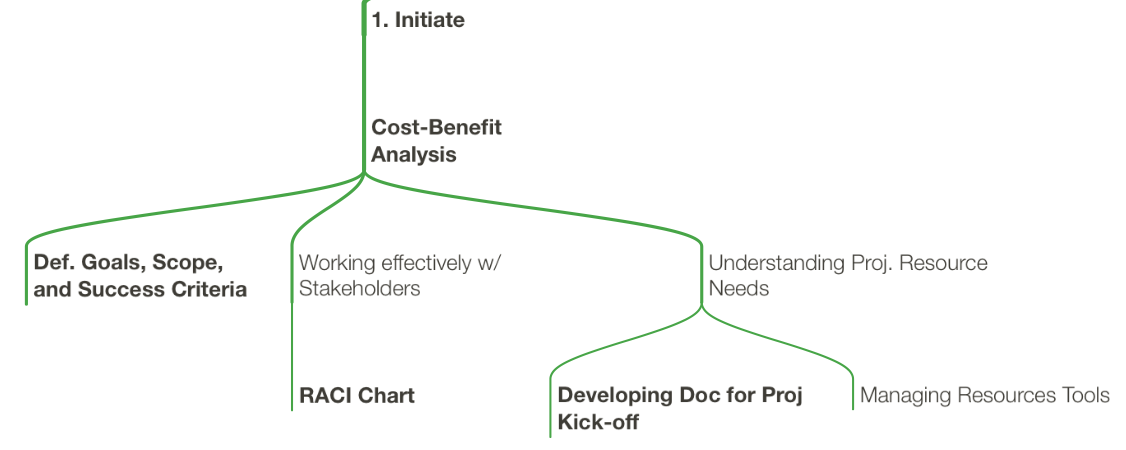 1. Initiate
Cost-Benefit
Analysis
Def. Goals, Scope,
and Success Criteria
Working effectively w/
Stakeholders
Understanding Proj. Resource
Needs
RACI Chart
Developing Doc for Proj
Kick-off
Managing Resources Tools